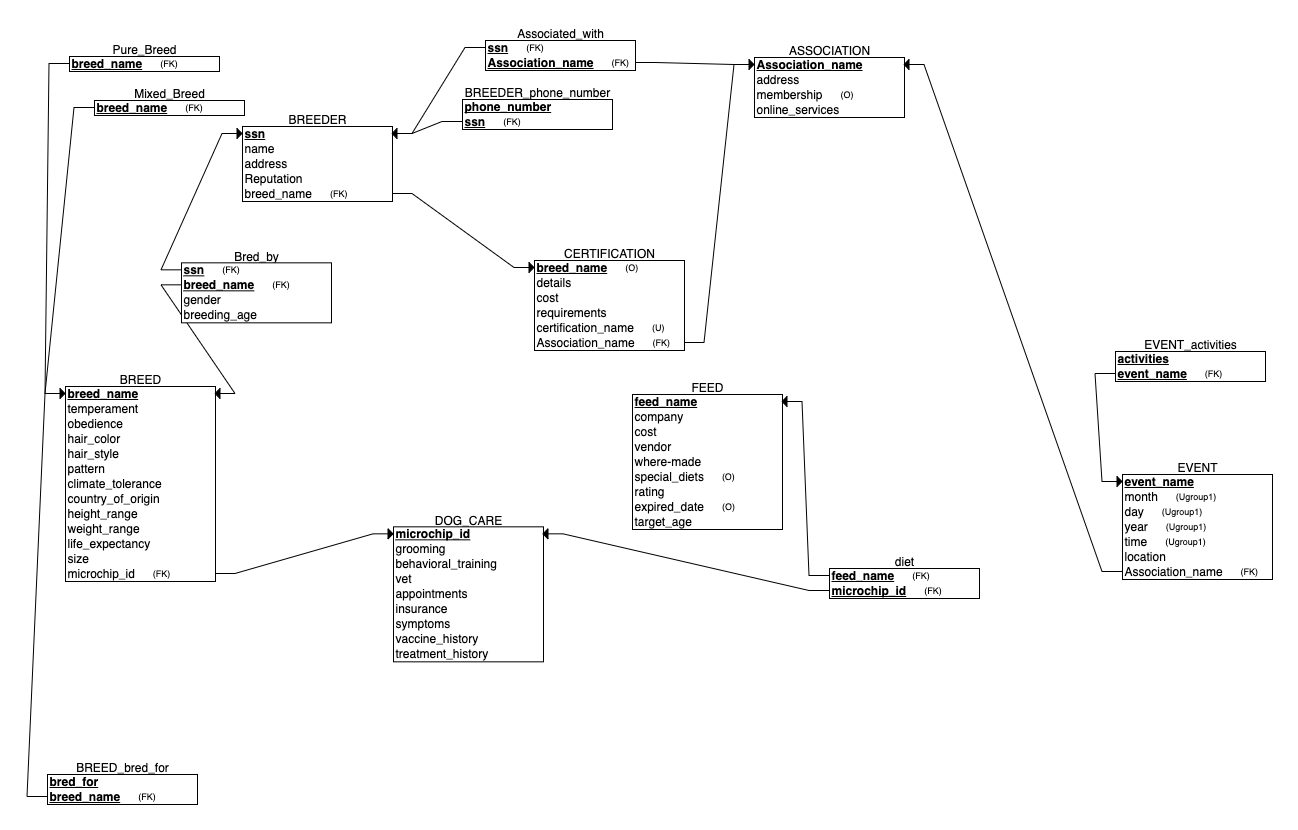 Pure_Breed
breed_name (FK)
Mixed_Breed
breed_name (FK)
Associated_with
ssn (FK)
Association_name (FK)
BREEDER_phone_number
phone_number
ssn (FK)
ASSOCIATION
Association_name
address
membership (O)
online_services
BREEDER
ssn
name
address
Reputation
breed_name (FK)
Bred_by
ssn (FK)
breed_name (FK)
gender
breeding_age
CERTIFICATION
breed_name (O)
details
cost
requirements
certification_name (U)
Association_name (FK)
EVENT_activities
activities
event_name (FK)
BREED
breed_name
temperament
obedience
hair_color
hair_style
pattern
climate_tolerance
country_of_origin
height_range
weight_range
life_expectancy
size
microchip_id (FK)
FEED
feed_name
company
cost
vendor
where-made
special_diets (O)
rating
expired_date (O)
target_age
EVENT
event_name
month (Ugroup1)
day (Ugroup1)
year (Ugroup1)
time (Ugroup1)
location
Association_name (FK)
DOG_CARE
microchip_id
grooming
behavioral_training
vet
appointments
insurance
symptoms
vaccine_history
treatment_history
diet
feed_name (FK)
microchip_id (FK)
BREED_bred_for
bred_for
breed_name (FK)